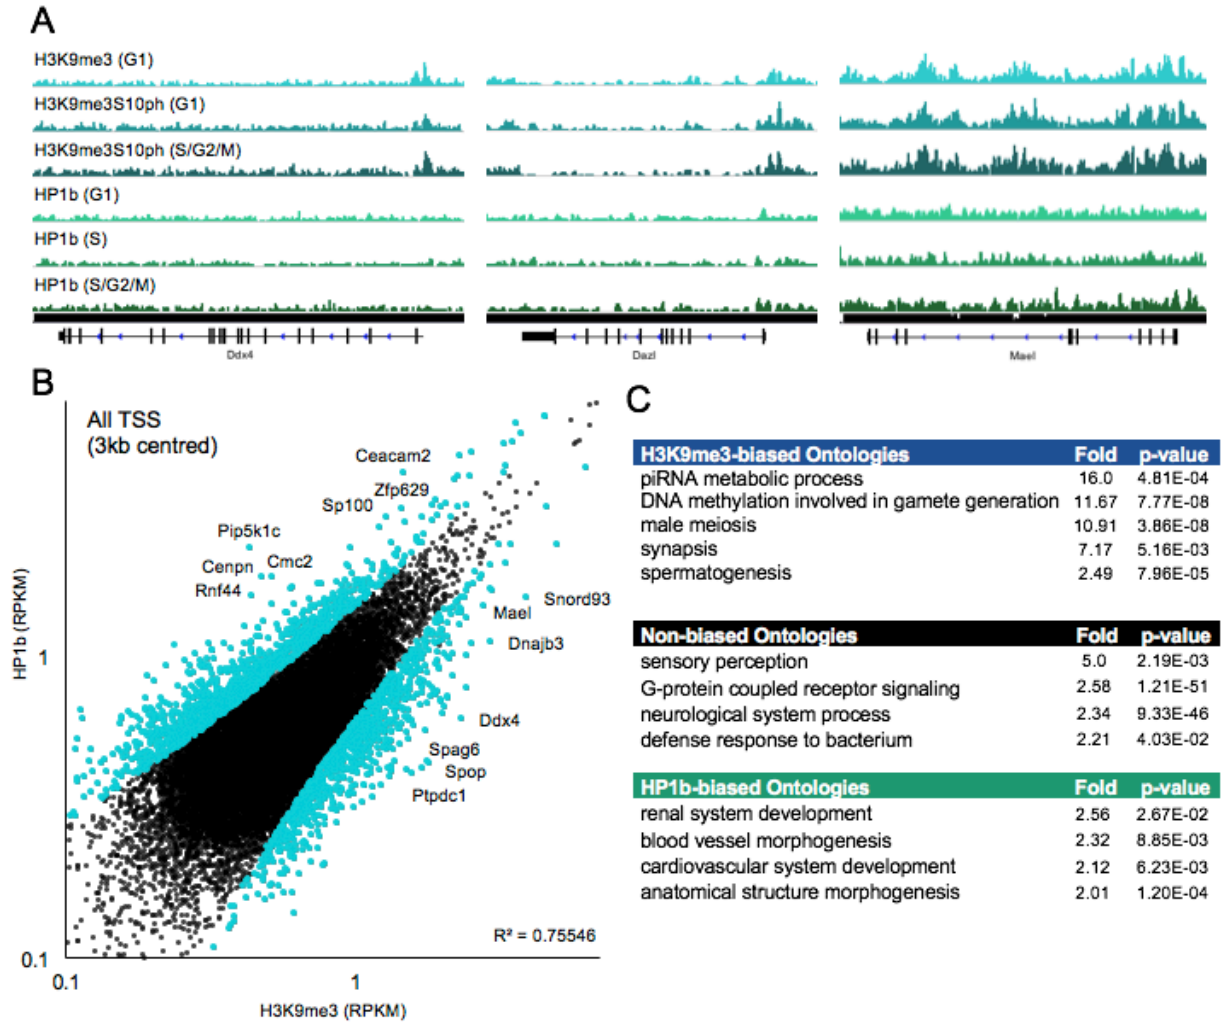 A
H3K9me3 (G1)
H3K9me3S10ph (G1)
H3K9me3S10ph (S/G2/M)
HP1b (G1)
HP1b (S)
HP1b (S/G2/M)
Ddx4
Dazl
Mael
B
All TSS
(3kb centred)
Ceacam2
Zfp629
Sp100
Pip5k1c
Cenpn
Cmc2
Rnf44
Snord93
Mael
Dnajb3
Ddx4
Spag6
Spop
Ptpdc1
R² = 0.75546
HP1b (RPKM)
1
0.1
0.1
1
H3K9me3 (RPKM)
C
H3K9me3-biased Ontologies Fold p-value
piRNA metabolic process 16.0 4.81E-04
DNA methylation involved in gamete generation 11.67 7.77E-08
male meiosis 10.91 3.86E-08
synapsis 7.17 5.16E-03
spermatogenesis 2.49 7.96E-05
Non-biased Ontologies Fold p-value
sensory perception 5.0 2.19E-03
G-protein coupled receptor signaling 2.58 1.21E-51
neurological system process 2.34 9.33E-46
defense response to bacterium 2.21 4.03E-02
HP1b-biased Ontologies Fold p-value
renal system development 2.56 2.67E-02
blood vessel morphogenesis 2.32 8.85E-03
cardiovascular system development 2.12 6.23E-03
anatomical structure morphogenesis 2.01 1.20E-04